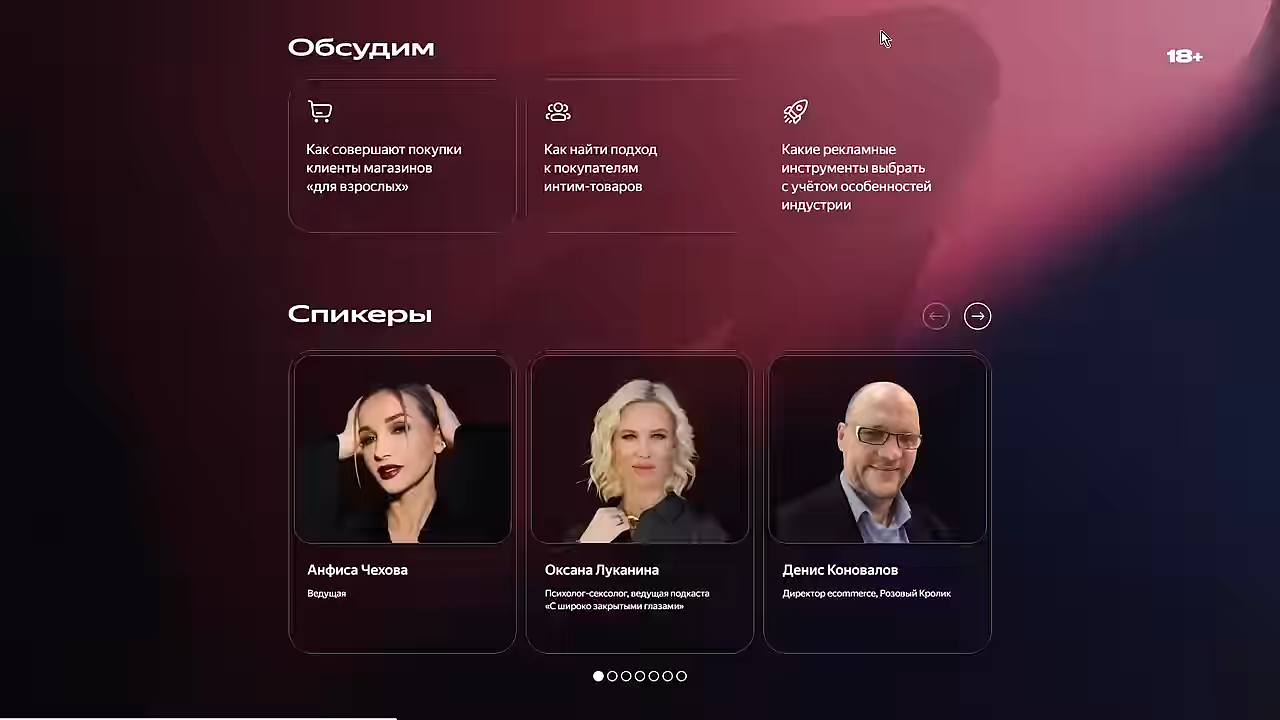 Обсудим
18+
Как совершают покупки
клиенты магазинов
«для взрослых»
Как найти подход
к покупателям
интим-товаров
Какие рекламные
инструменты выбрать
с учётом особенностей
индустрии
Спикеры
Анфиса Чехова
Ведущая
Оксана Луканина
Психолог-сексолог, ведущая подкаста
«С широко закрытыми глазами»
Денис Коновалов
Директор ecommerce, Розовый Кролик